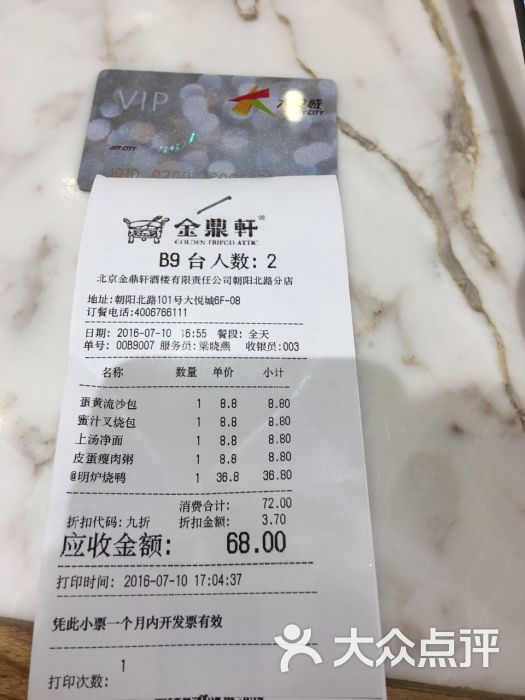 VIP
大悦城
JOY CITY
JOY CITY
金鼎軒®
GOLDEN TRIPOD ATTIC
B9 台人数: 2
北京金鼎轩酒楼有限责任公司朝阳北路分店
地址:朝阳北路101号大悦城6F-08
订餐电话:4006766111
日期: 2016-07-10 16:55 餐段: 全天
单号: 00B9007 服务员:梁晓燕 收银员:003
名称 数量 单价 小计
蛋黄流沙包 1 8.8 8.80
蜜汁叉烧包 1 8.8 8.80
上汤净面 1 8.8 8.80
皮蛋瘦肉粥 1 8.8 8.80
@明炉烧鸭 1 36.8 36.80
消费合计: 72.00
折扣代码: 九折 折扣金额: 3.70
应收金额: 68.00
打印时间: 2016-07-10 17:04:37
凭此小票一个月内开发票有效
1
打印次数:
大众点评